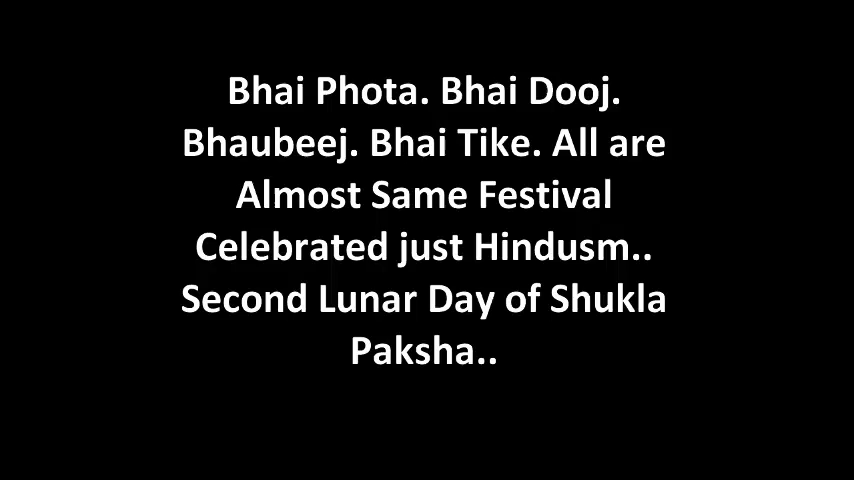 Bhai Phota. Bhai Dooj.
Bhaubeej. Bhai Tike. All are
Almost Same Festival
Celebrated just Hindusm..
Second Lunar Day of Shukla
Paksha..